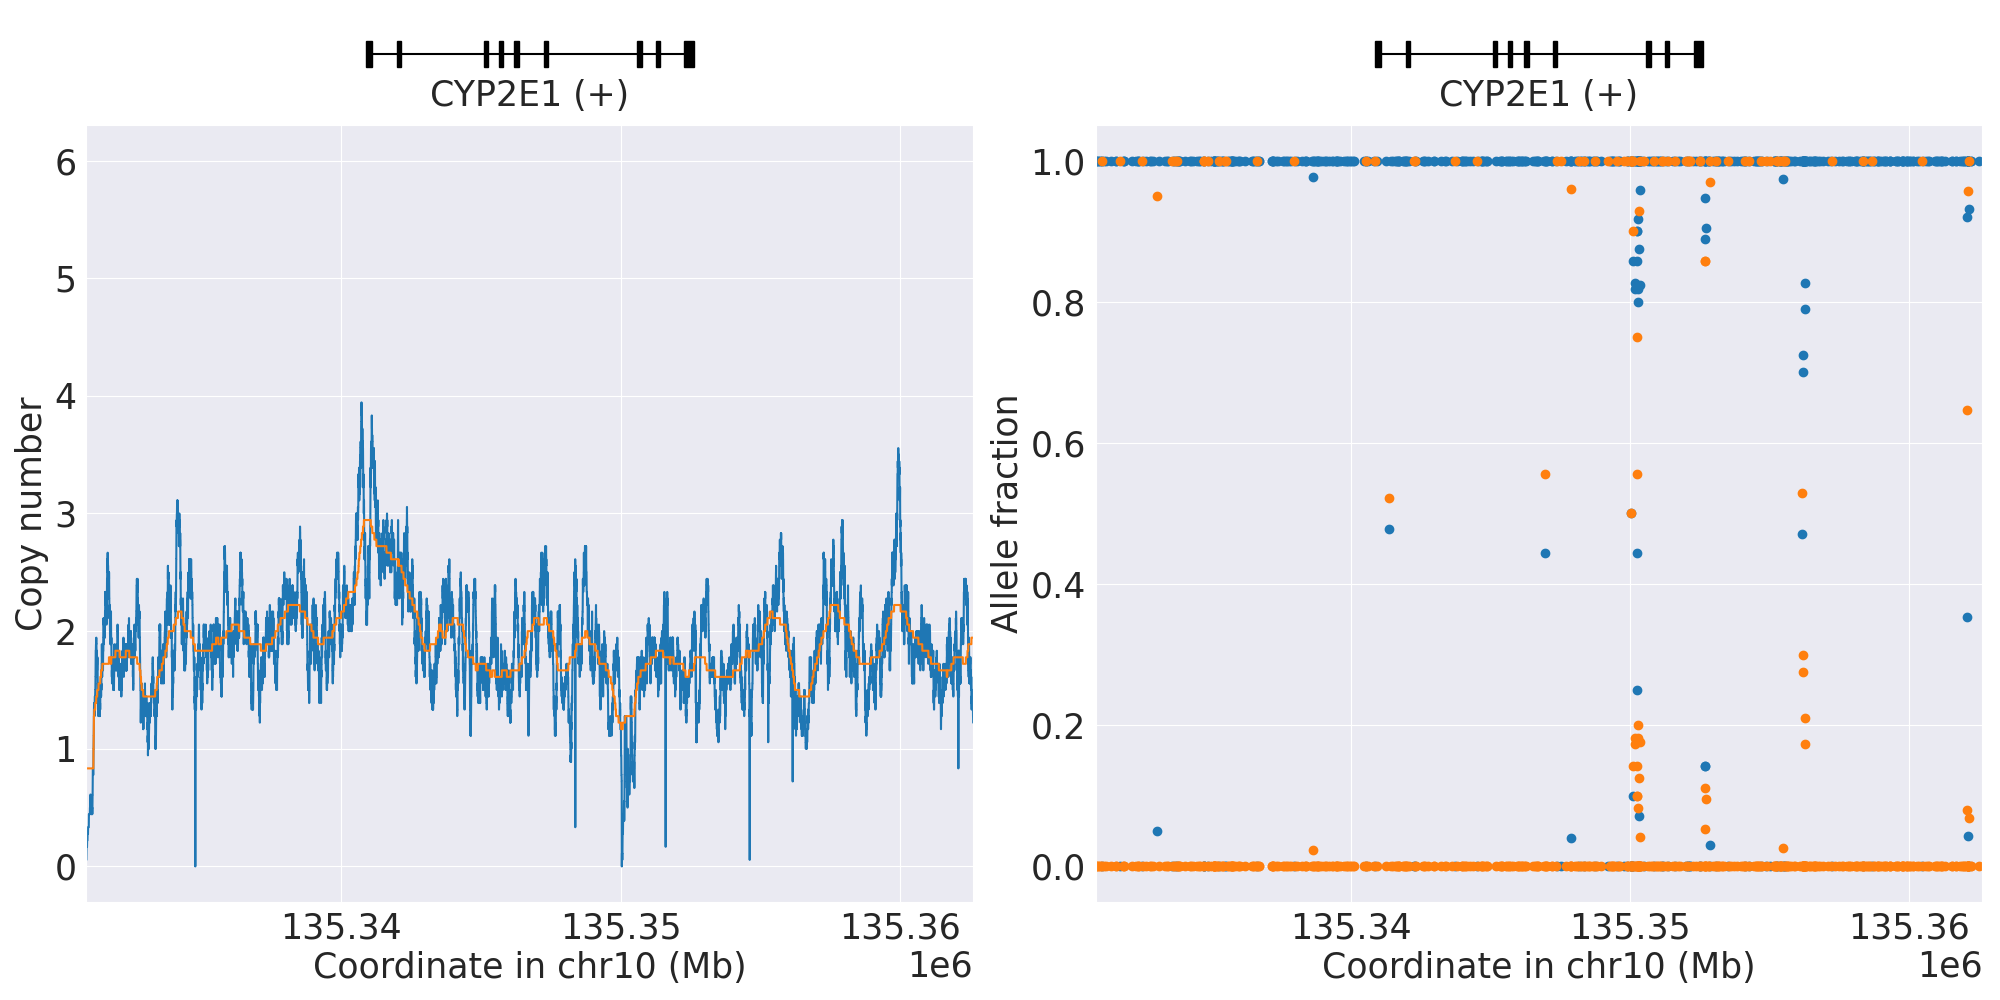 CYP2E1 (+)
6
5
4
3
2
1
0
Copy number
135.34
135.35
135.36
Coordinate in chr10 (Mb)
1e6
CYP2E1 (+)
1.0
0.8
0.6
0.4
0.2
0.0
Allele fraction
135.34
135.35
135.36
Coordinate in chr10 (Mb)
1e6